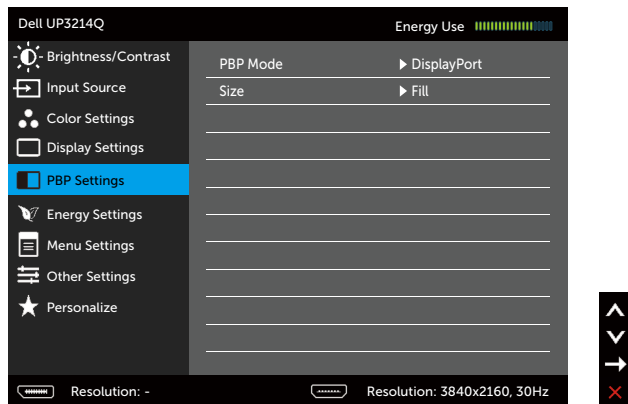 Dell UP3214Q Energy Use
Brightness/Contrast
Input Source
Color Settings
Display Settings
PBP Settings
Energy Settings
Menu Settings
Other Settings
Personalize
PBP Mode DisplayPort
Size Fill
Resolution: - Resolution: 3840x2160, 30Hz